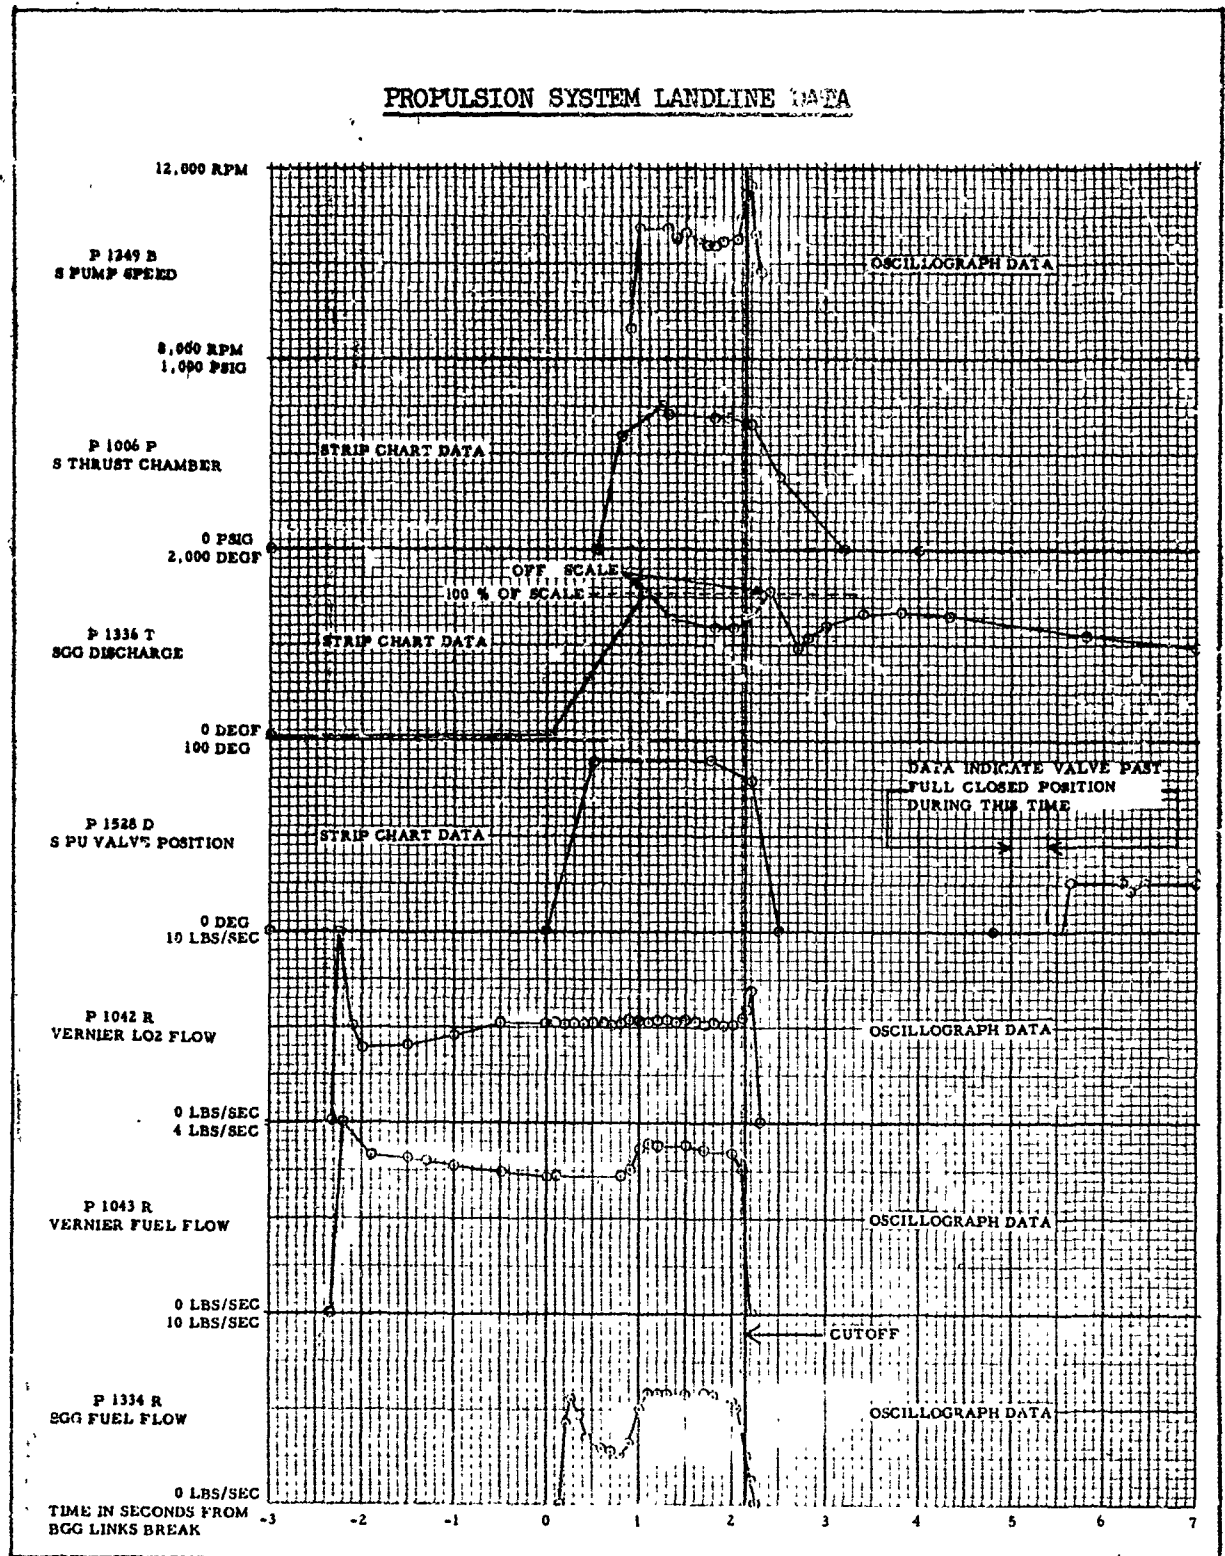 PROPULSION SYSTEM LANDLINE DATA
12,000 RPM
P 1249 B
S PUMP SPEED
OSCILLOGRAPH DATA
8,000 RPM
1,000 PSIG
P 1006 P
S THRUST CHAMBER
STRIP CHART DATA
0 PSIG
2,000 DEGF
OFF SCALE
100 % OF SCALE
P 1336 T
SGG DISCHARGE
STRIP CHART DATA
0 DEGF
100 DEG
DATA INDICATE VALVE PAST
FULL CLOSED POSITION
DURING THIS TIME
P 1528 D
S PU VALVE POSITION
STRIP CHART DATA
0 DEG
10 LBS/SEC
P 1042 R
VERNIER LO2 FLOW
OSCILLOGRAPH DATA
0 LBS/SEC
4 LBS/SEC
P 1043 R
VERNIER FUEL FLOW
OSCILLOGRAPH DATA
0 LBS/SEC
10 LBS/SEC
CUTOFF
P 1334 R
SGG FUEL FLOW
OSCILLOGRAPH DATA
0 LBS/SEC
TIME IN SECONDS FROM
BGG LINKS BREAK
-3 -2 -1 0 1 2 3 4 5 6 7